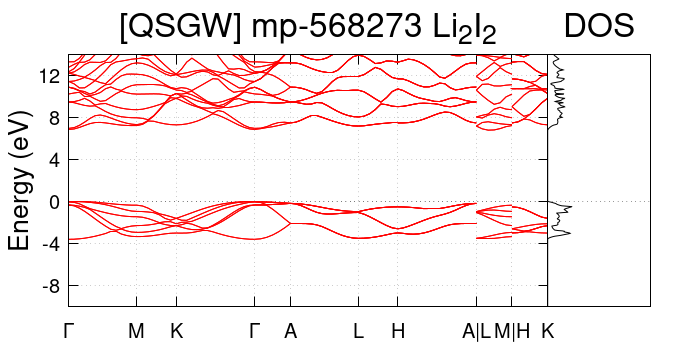 [QSGW] mp-568273 Li2I2 DOS
Energy (eV)
12
8
4
0
-4
-8
Γ M K Γ A L H A|L M|H K